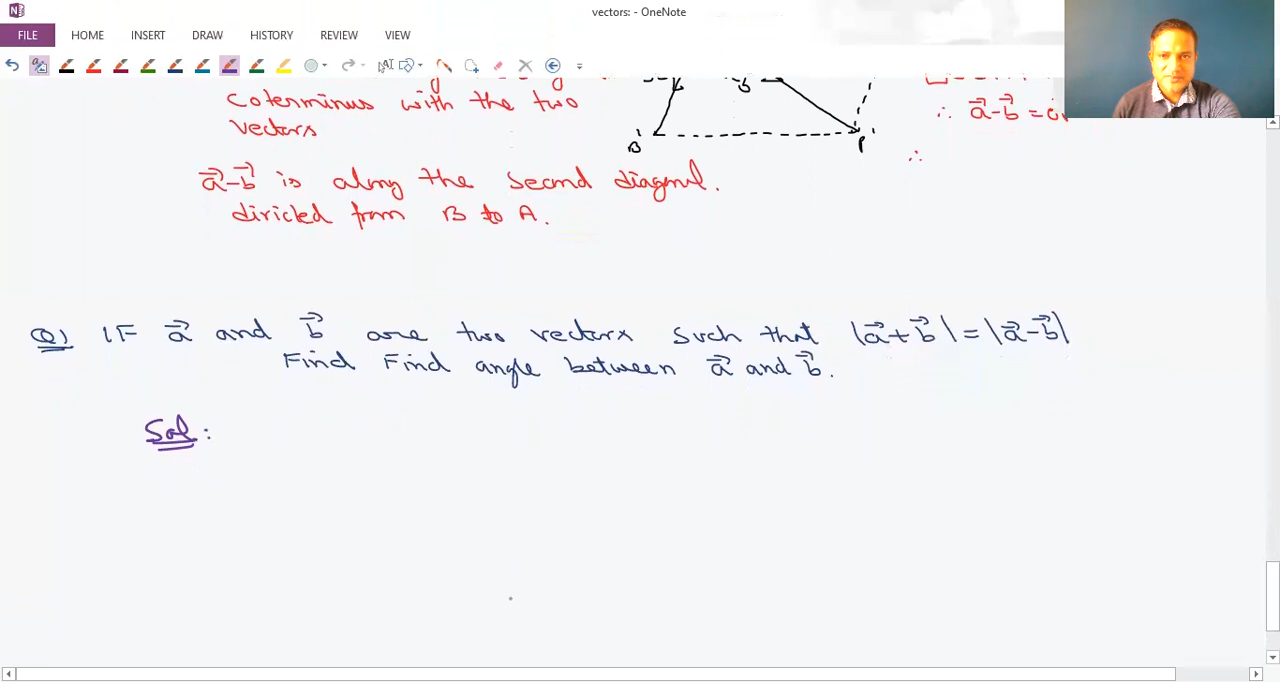 vectors: - OneNote
FILE HOME INSERT DRAW HISTORY REVIEW VIEW
coterminus with the two
vectors
B P
∴ a⃗-b⃗ =
∴
a⃗-b⃗ is along the second diagonal.
diricted from B to A.
Q) IF a⃗ and b⃗ are two vectors such that |a⃗+b⃗| = |a⃗-b⃗|
Find Find angle between a⃗ and b⃗.
Sol: